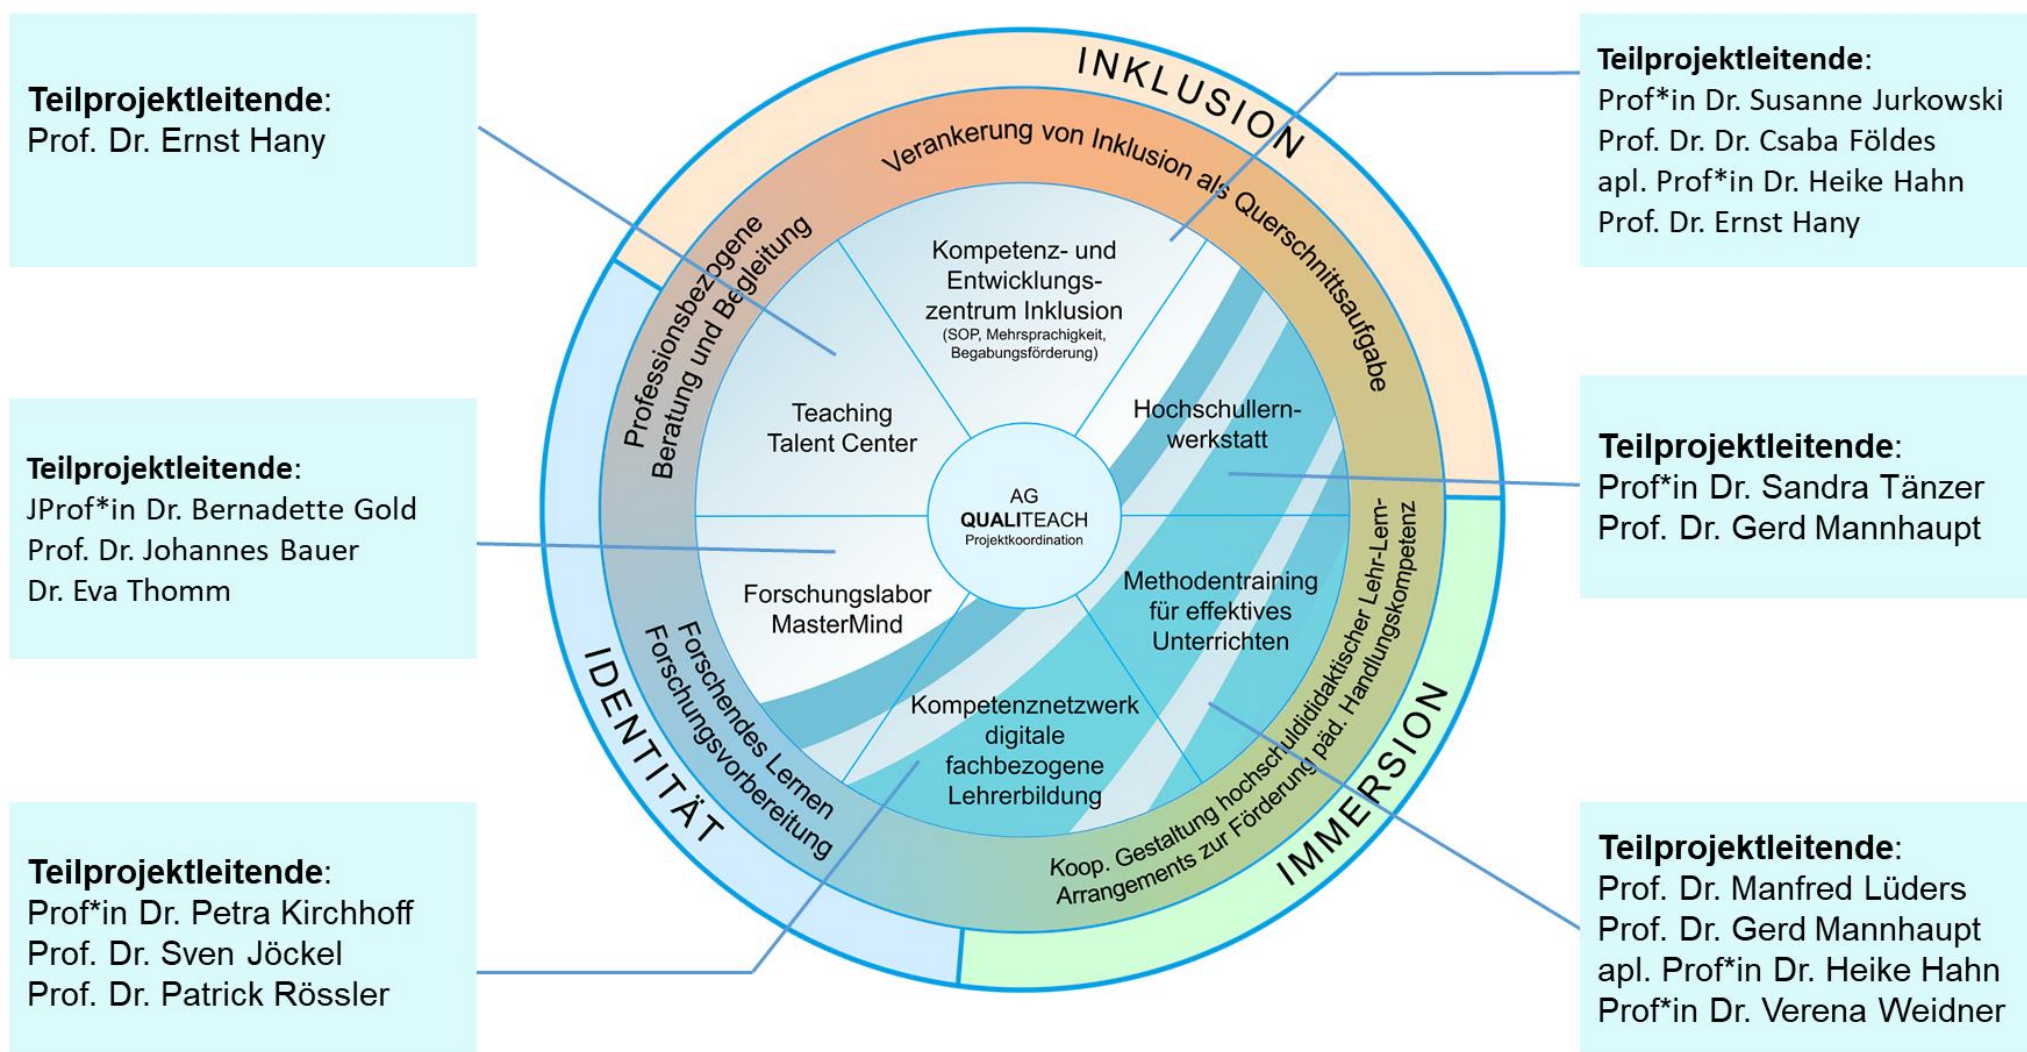 Teilprojektleitende:
Prof. Dr. Ernst Hany
Teilprojektleitende:
JProf*in Dr. Bernadette Gold
Prof. Dr. Johannes Bauer
Dr. Eva Thomm
Teilprojektleitende:
Prof*in Dr. Petra Kirchhoff
Prof. Dr. Sven Jöckel
Prof. Dr. Patrick Rössler
INKLUSION
Verankerung von Inklusion als Querschnittsaufgabe
Professionsbezogene
Beratung und Begleitung
Kompetenz- und
Entwicklungs-
zentrum Inklusion
(SOP, Mehrsprachigkeit,
Begabungsförderung)
Teaching
Talent Center
Hochschullern-
werkstatt
AG
QUALITEACH
Projektkoordination
Forschungslabor
MasterMind
Methodentraining
für effektives
Unterrichten
Kompetenznetzwerk
digitale
fachbezogene
Lehrerbildung
Forschendes Lernen
Forschungsvorbereitung
IDENTITÄT
Koop. Gestaltung hochschuldididaktischer Lehr-Lern-
Arrangements zur Förderung päd. Handlungskompetenz
IMMERSION
Teilprojektleitende:
Prof*in Dr. Susanne Jurkowski
Prof. Dr. Dr. Csaba Földes
apl. Prof*in Dr. Heike Hahn
Prof. Dr. Ernst Hany
Teilprojektleitende:
Prof*in Dr. Sandra Tänzer
Prof. Dr. Gerd Mannhaupt
Teilprojektleitende:
Prof. Dr. Manfred Lüders
Prof. Dr. Gerd Mannhaupt
apl. Prof*in Dr. Heike Hahn
Prof*in Dr. Verena Weidner